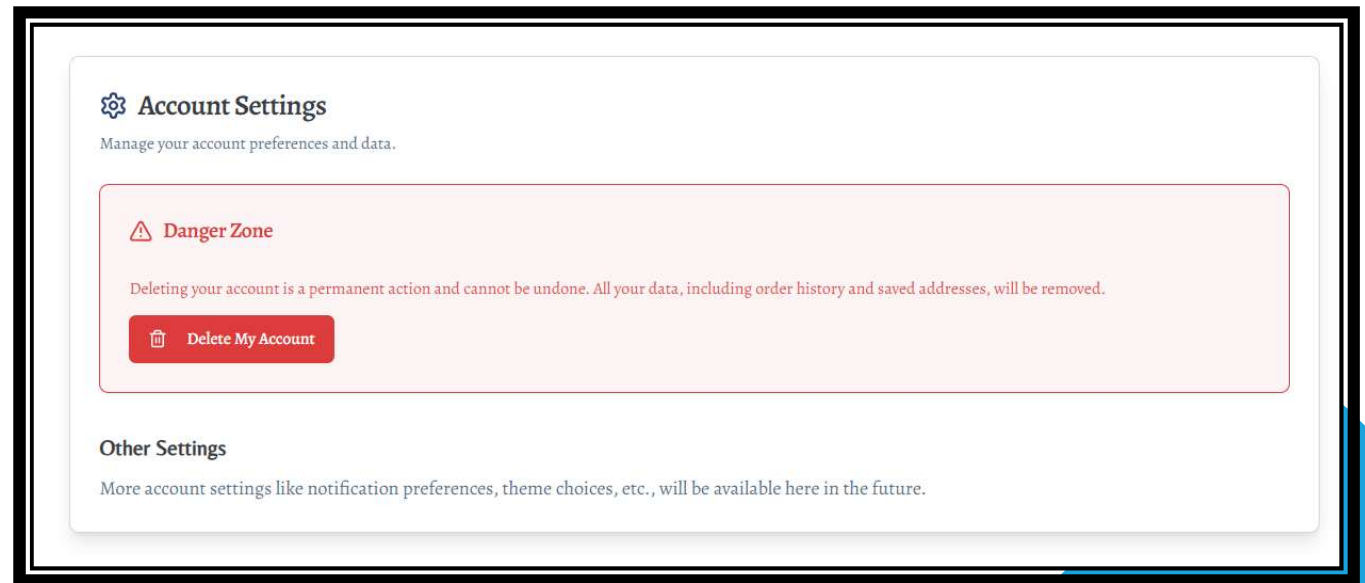 Account Settings
Manage your account preferences and data.
Danger Zone
Deleting your account is a permanent action and cannot be undone. All your data, including order history and saved addresses, will be removed.
Delete My Account
Other Settings
More account settings like notification preferences, theme choices, etc., will be available here in the future.